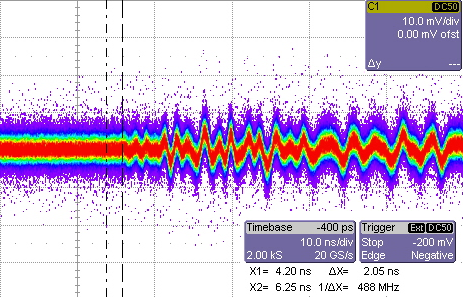 C1 DC50
10.0 mV/div
0.00 mV ofst
Δy ---
Timebase -400 ps
10.0 ns/div
2.00 kS 20 GS/s
Trigger Ext DC50
Stop -200 mV
Edge Negative
X1= 4.20 ns ΔX= 2.05 ns
X2= 6.25 ns 1/ΔX= 488 MHz